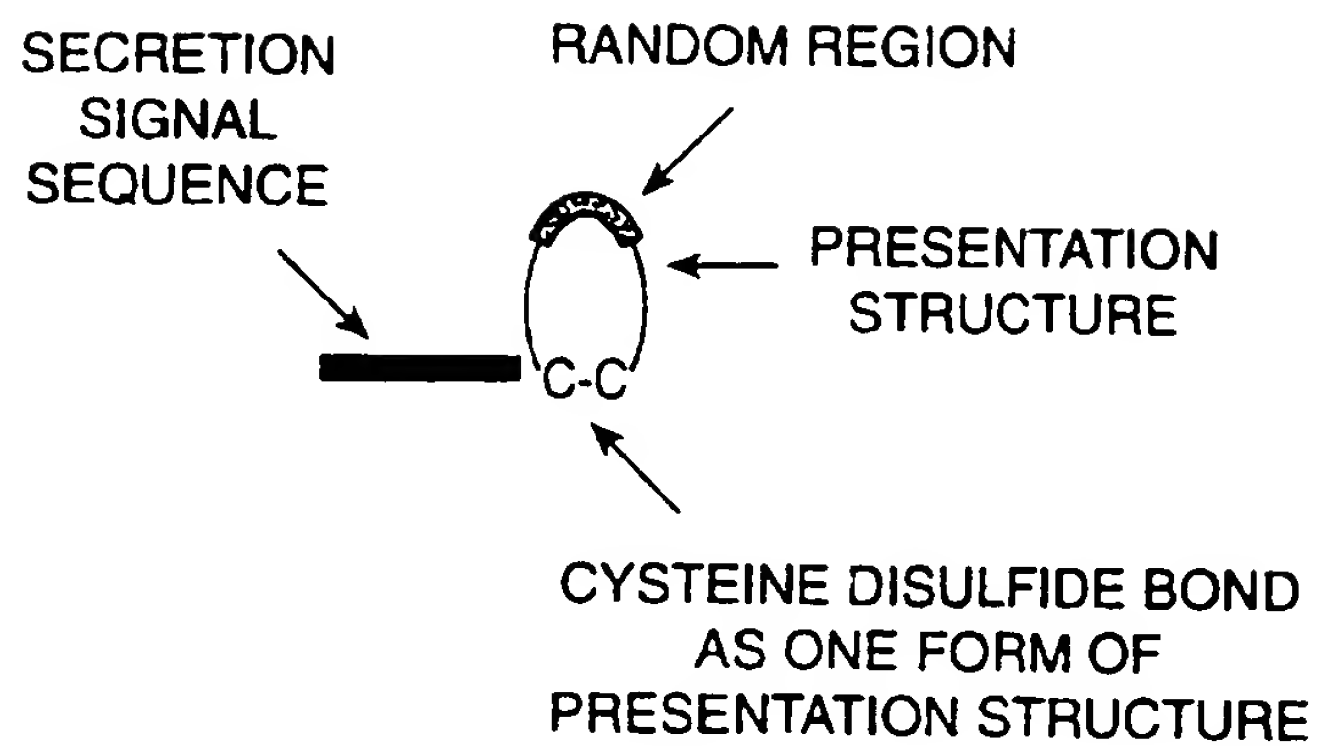 SECRETION
SIGNAL
SEQUENCE
RANDOM REGION
PRESENTATION
STRUCTURE
C-C
CYSTEINE DISULFIDE BOND
AS ONE FORM OF
PRESENTATION STRUCTURE